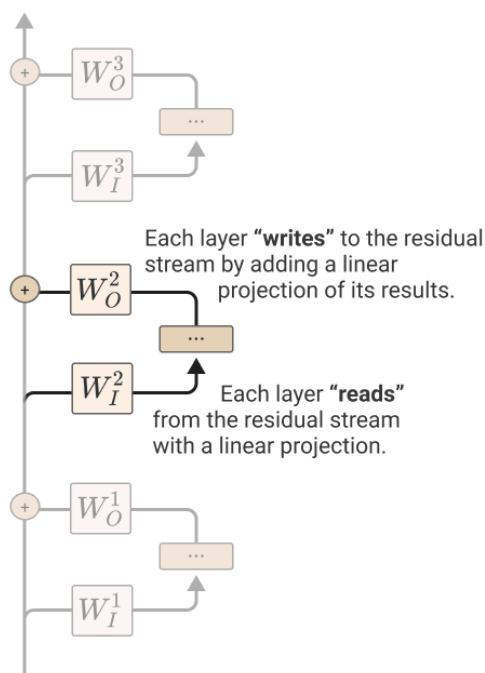 +
W_O^3
...
W_I^3
Each layer “writes” to the residual
stream by adding a linear
projection of its results.
+
W_O^2
...
W_I^2
Each layer “reads”
from the residual stream
with a linear projection.
+
W_O^1
...
W_I^1